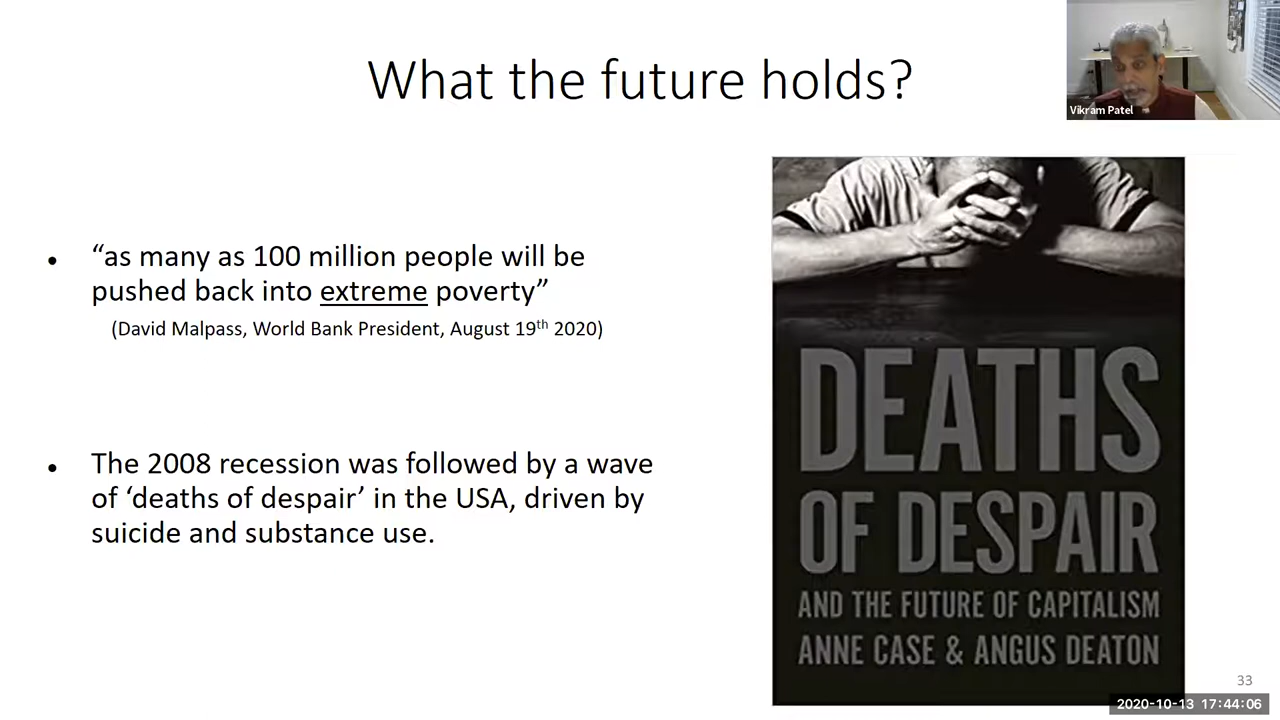 What the future holds?
Vikram Patel
• “as many as 100 million people will be
pushed back into extreme poverty”
(David Malpass, World Bank President, August 19th 2020)
• The 2008 recession was followed by a wave
of ‘deaths of despair’ in the USA, driven by
suicide and substance use.
DEATHS
OF DESPAIR
AND THE FUTURE OF CAPITALISM
ANNE CASE & ANGUS DEATON
33
2020-10-13 17:44:06